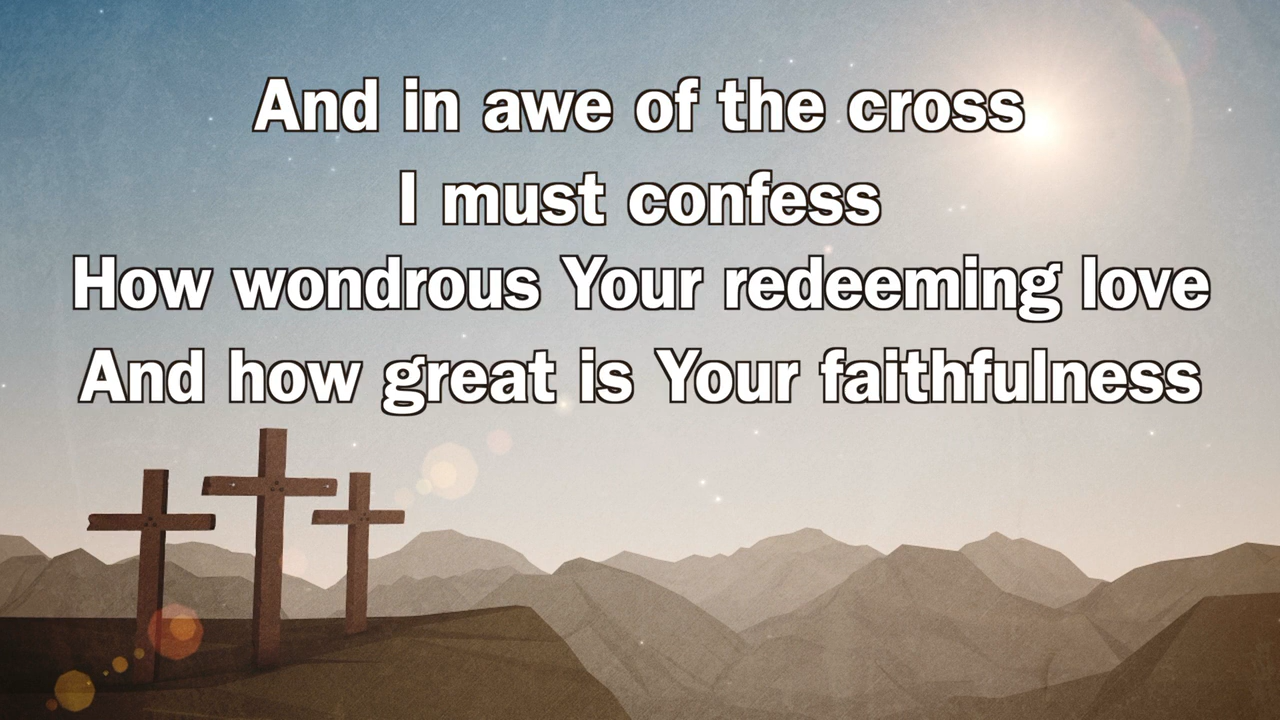 And in awe of the cross
I must confess
How wondrous Your redeeming love
And how great is Your faithfulness